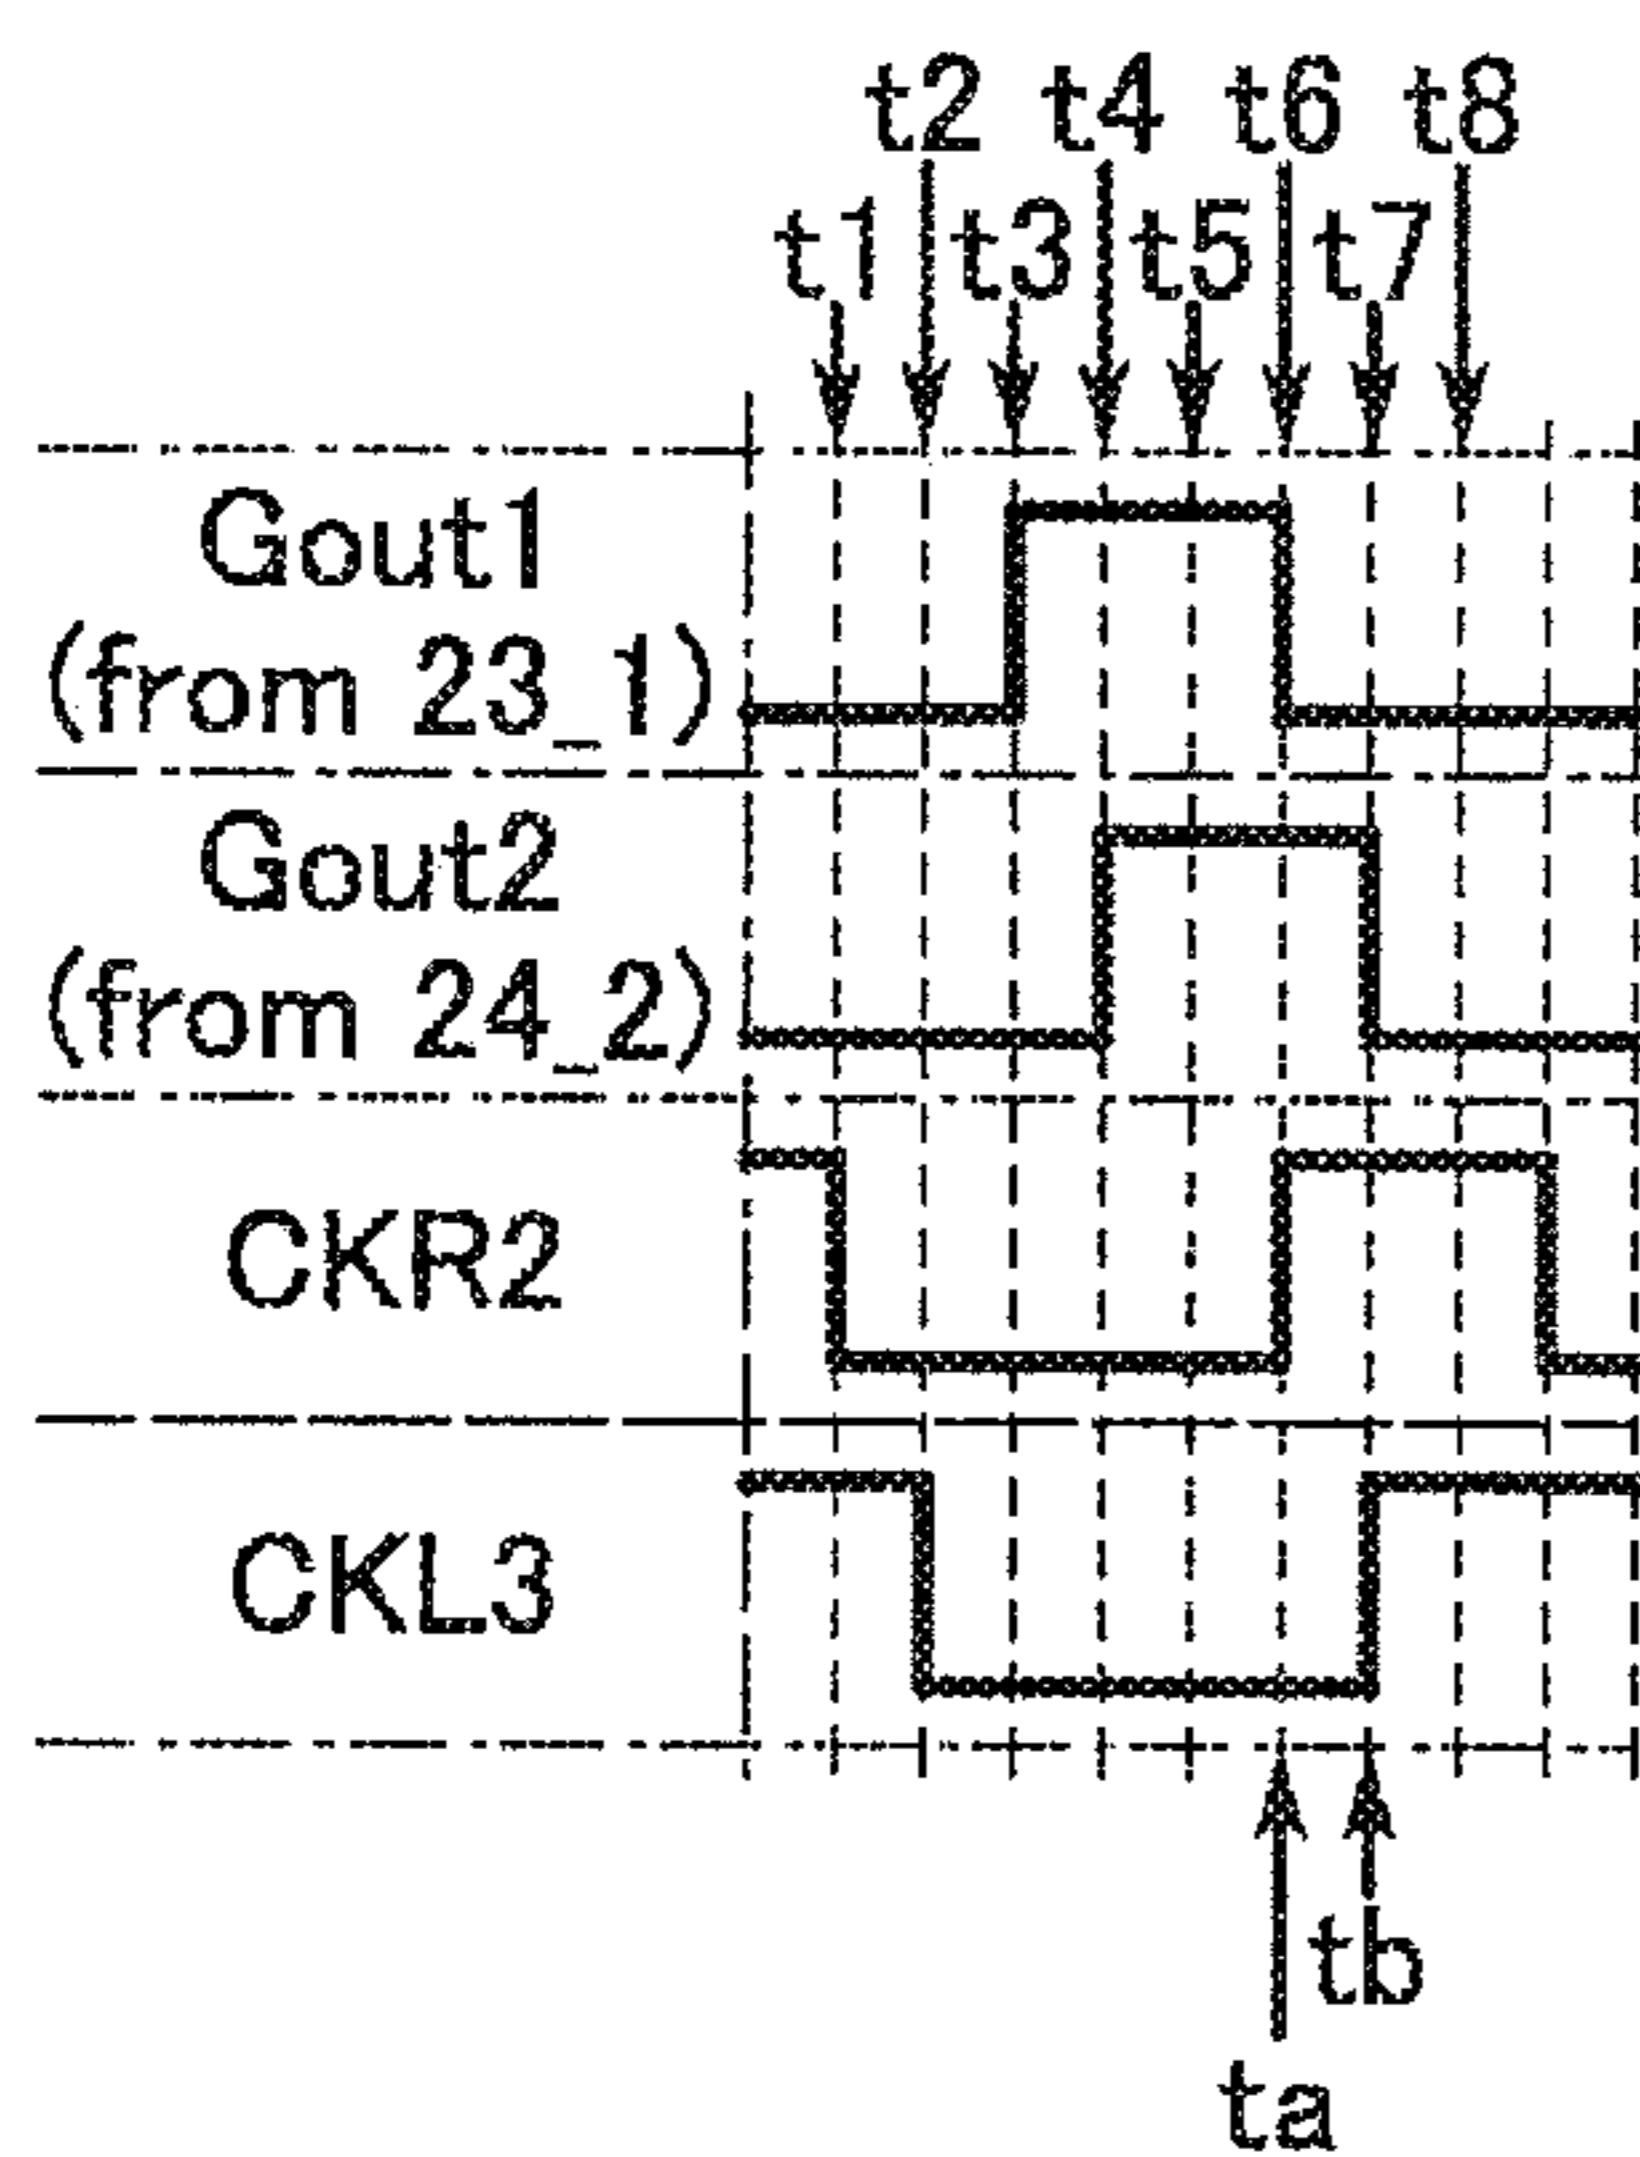 t2 t4 t6 t8
t1 t3 t5 t7
Gout1
(from 23_1)
Gout2
(from 24_2)
CKR2
CKL3
tb
ta